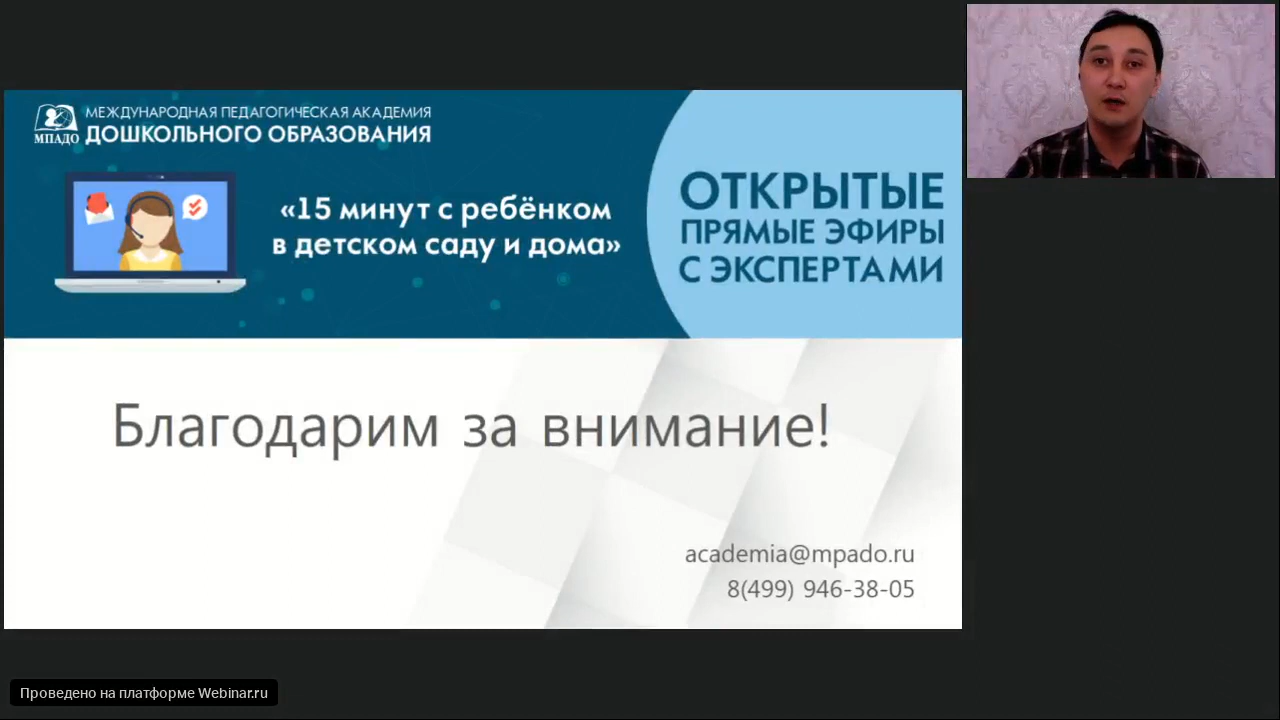 МЕЖДУНАРОДНАЯ ПЕДАГОГИЧЕСКАЯ АКАДЕМИЯ
МПАДО ДОШКОЛЬНОГО ОБРАЗОВАНИЯ
«15 минут с ребёнком
в детском саду и дома»
ОТКРЫТЫЕ
ПРЯМЫЕ ЭФИРЫ
С ЭКСПЕРТАМИ
Благодарим за внимание!
academia@mpado.ru
8(499) 946-38-05
Проведено на платформе Webinar.ru